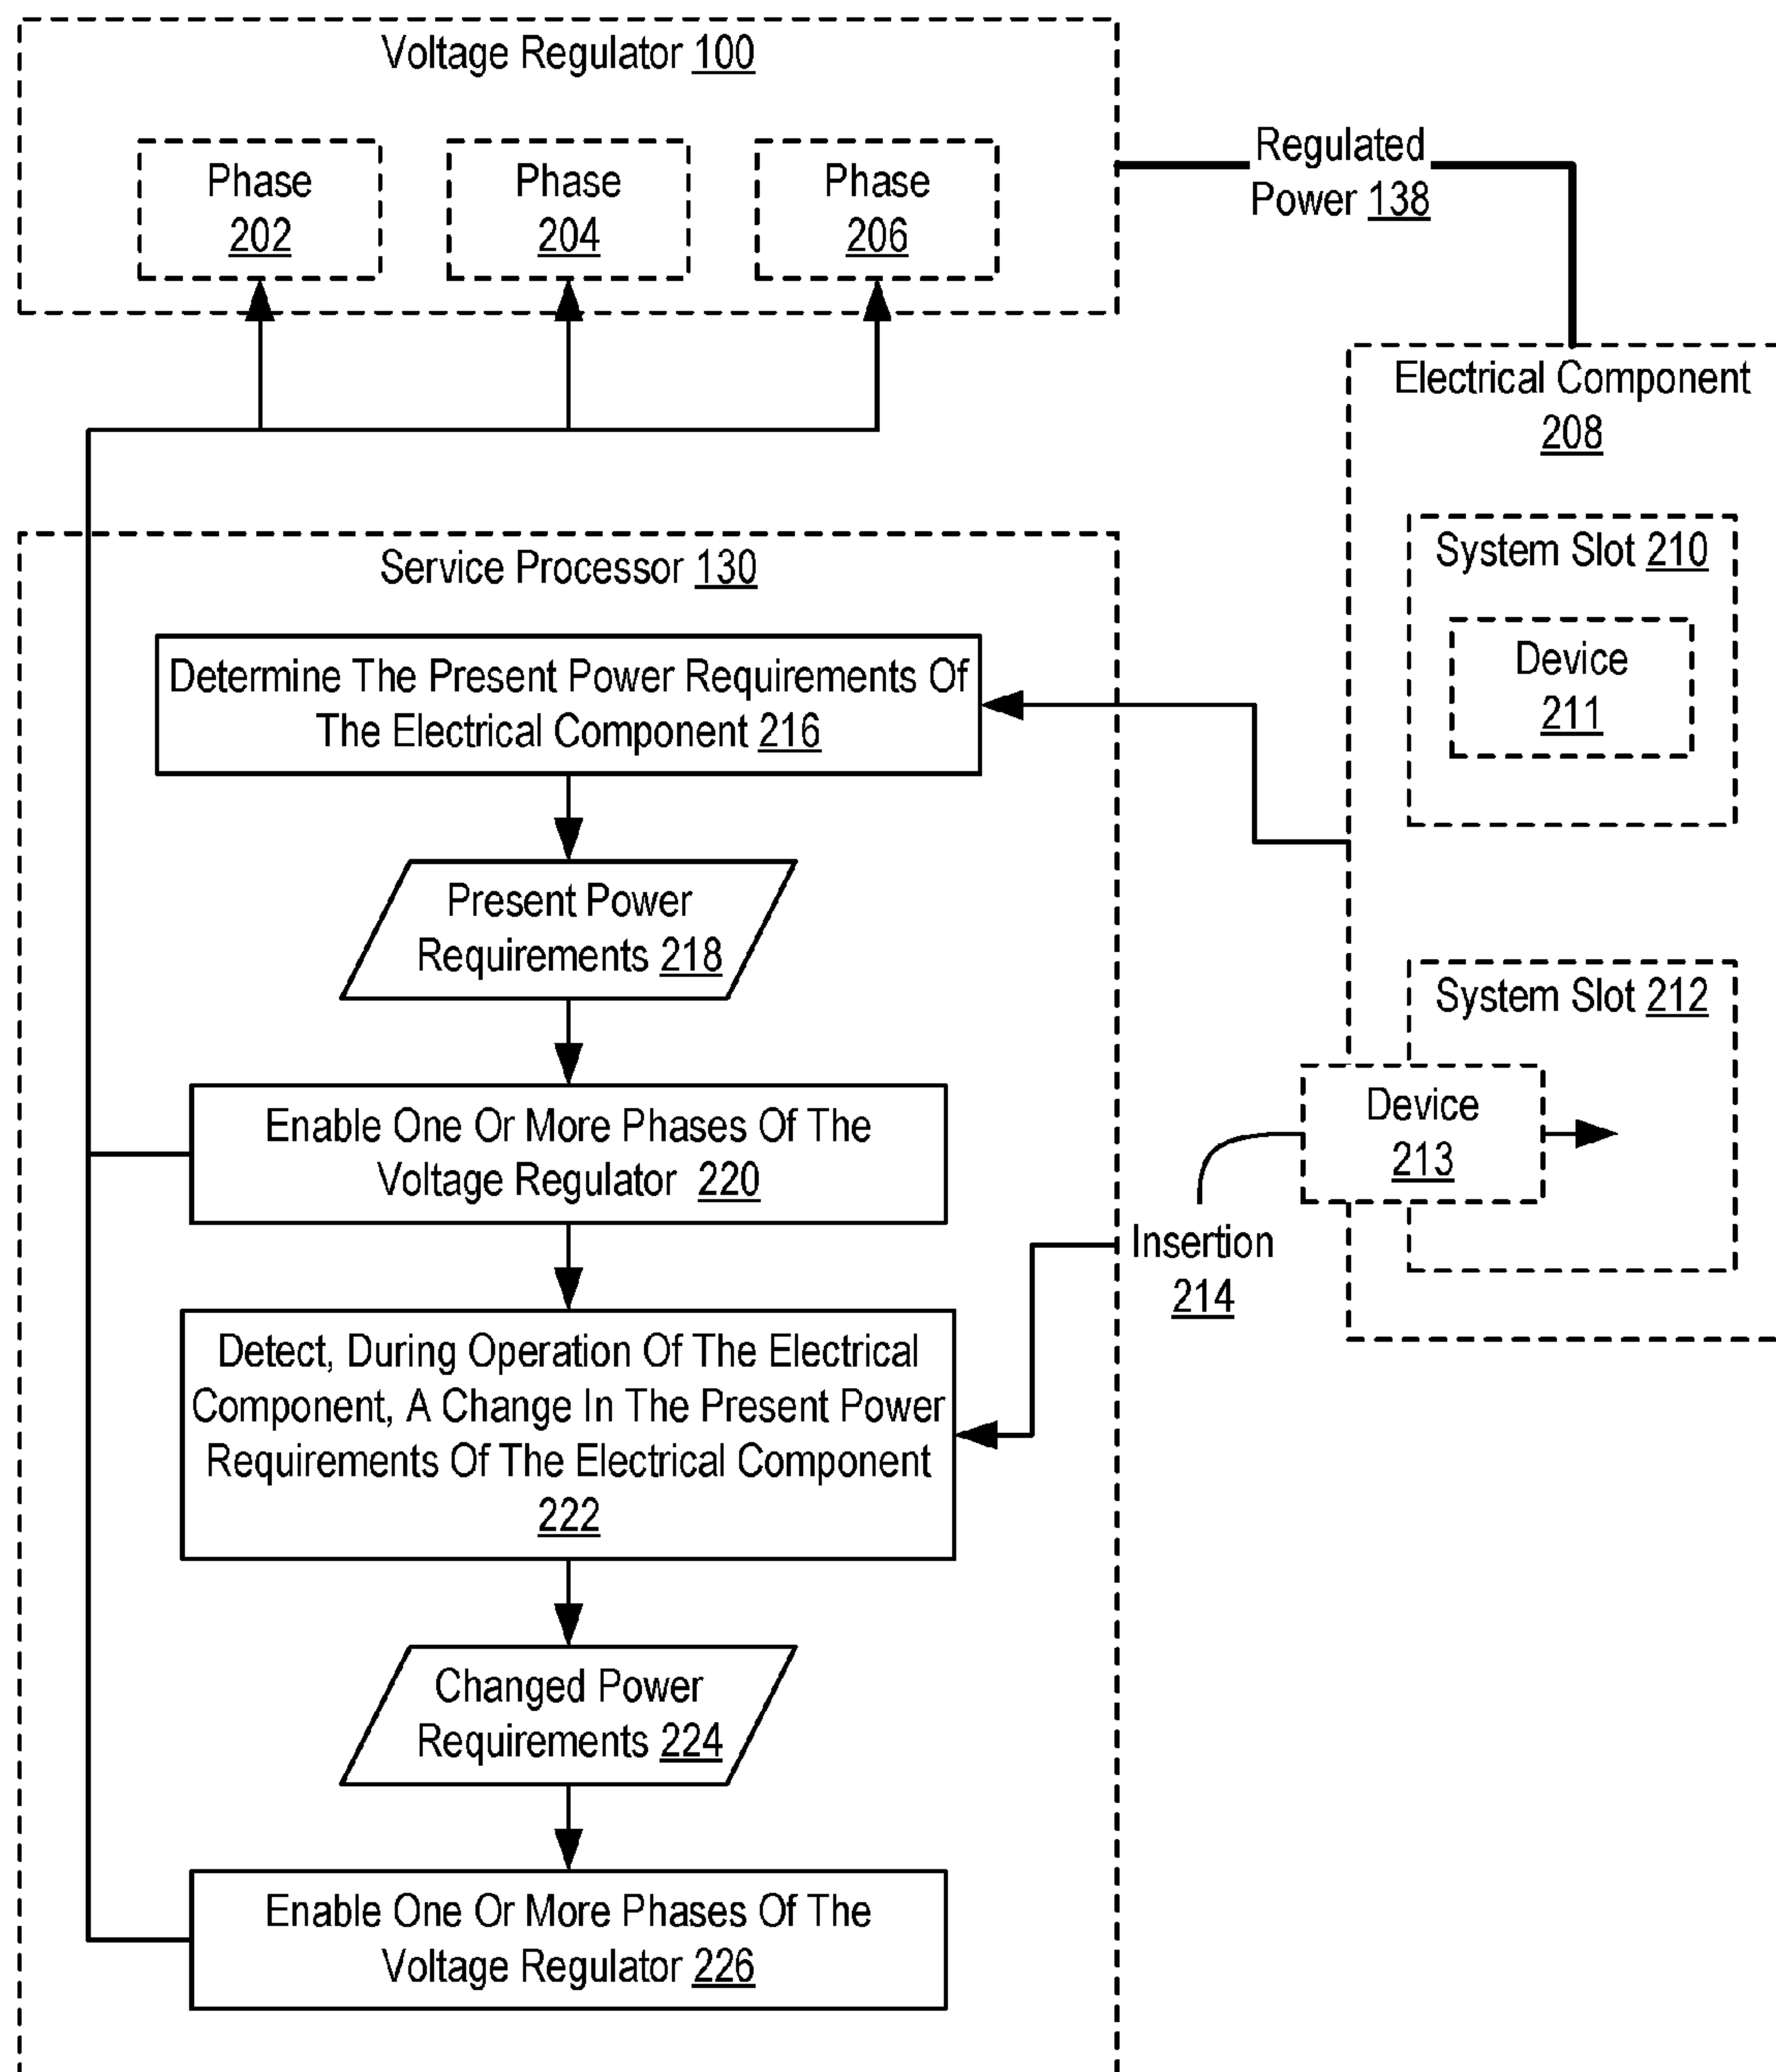 Voltage Regulator 100
Phase
202
Phase
204
Phase
206
Regulated
Power 138
Electrical Component
208
System Slot 210
Device
211
System Slot 212
Device
213
Insertion
214
Service Processor 130
Determine The Present Power Requirements Of
The Electrical Component 216
Present Power
Requirements 218
Enable One Or More Phases Of The
Voltage Regulator 220
Detect, During Operation Of The Electrical
Component, A Change In The Present Power
Requirements Of The Electrical Component
222
Changed Power
Requirements 224
Enable One Or More Phases Of The
Voltage Regulator 226